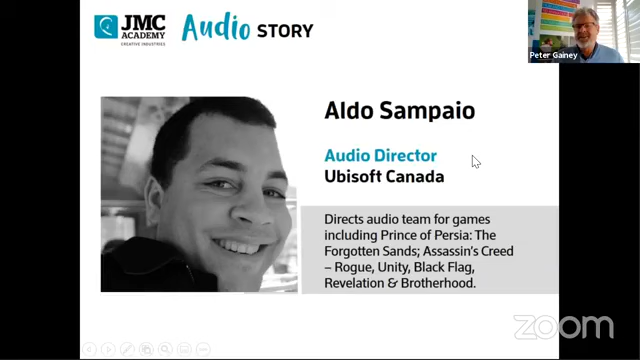 JMC
ACADEMY
CREATIVE INDUSTRIES
Audio STORY
Peter Gainey
Aldo Sampaio
Audio Director
Ubisoft Canada
Directs audio team for games
including Prince of Persia: The
Forgotten Sands; Assassin's Creed
– Rogue, Unity, Black Flag,
Revelation & Brotherhood.
zoom